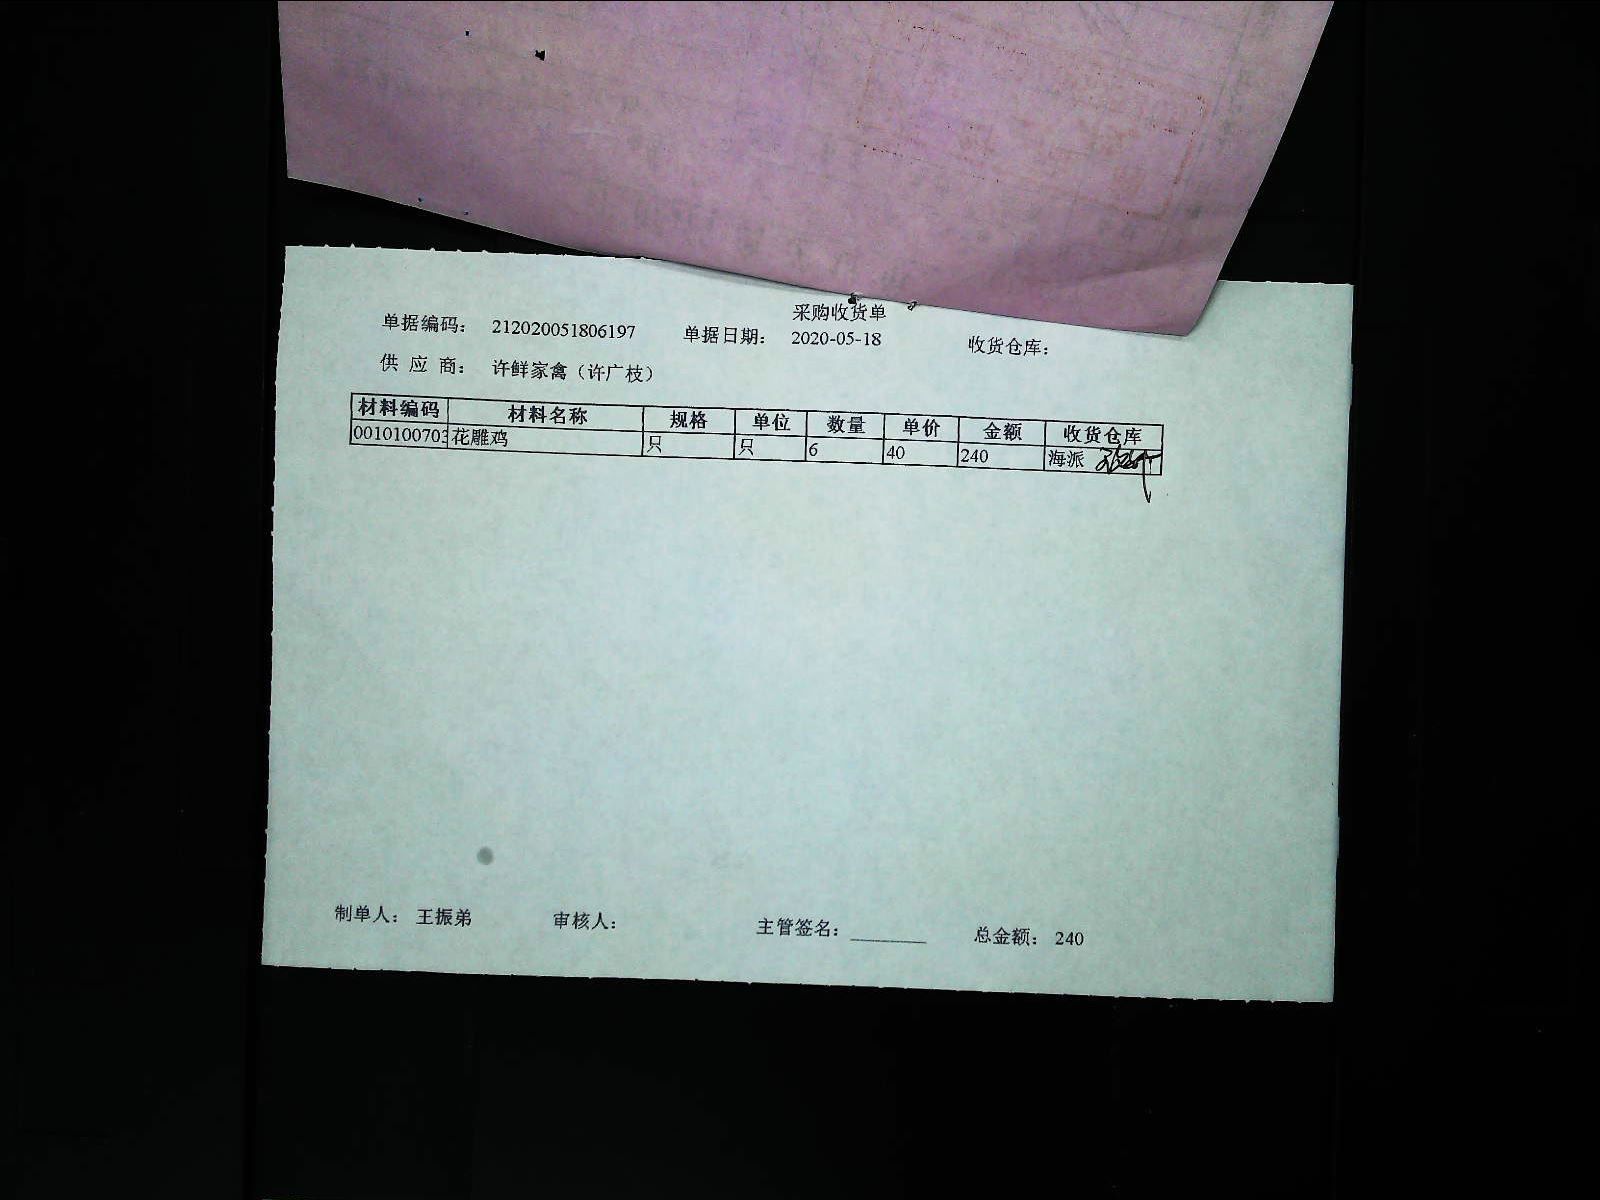 采购收货单
单据编码： 212020051806197 单据日期： 2020-05-18 收货仓库：
供 应 商： 许鲜家禽（许广枝）
材料编码 材料名称 规格 单位 数量 单价 金额 收货仓库
0010100703 花雕鸡 只 只 6 40 240 海派
制单人： 王振弟 审核人： 主管签名： 总金额： 240